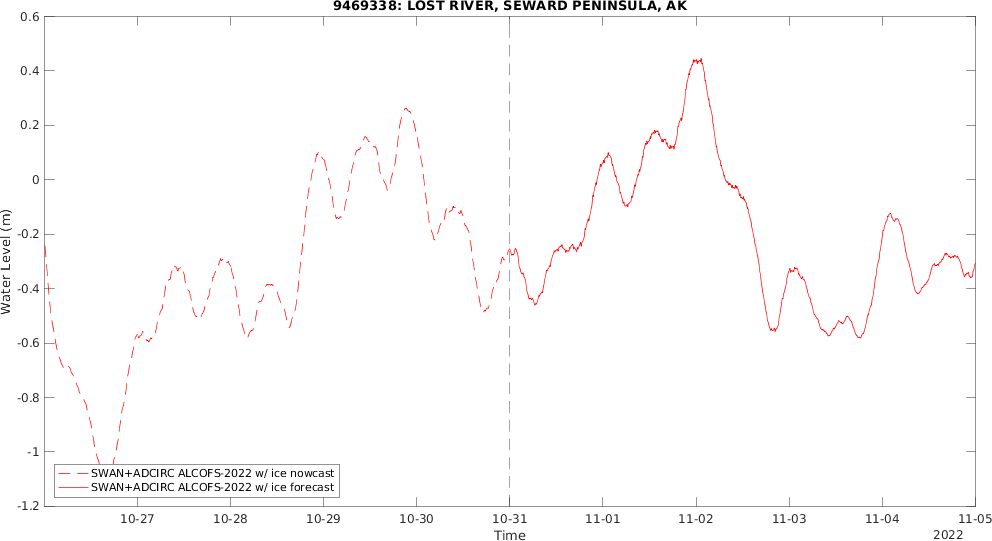 9469338: LOST RIVER, SEWARD PENINSULA, AK
0.6
0.4
0.2
0
-0.2
-0.4
-0.6
-0.8
-1
-1.2
Water Level (m)
SWAN+ADCIRC ALCOFS-2022 w/ ice nowcast
SWAN+ADCIRC ALCOFS-2022 w/ ice forecast
10-27 10-28 10-29 10-30 10-31 11-01 11-02 11-03 11-04 11-05
Time
2022